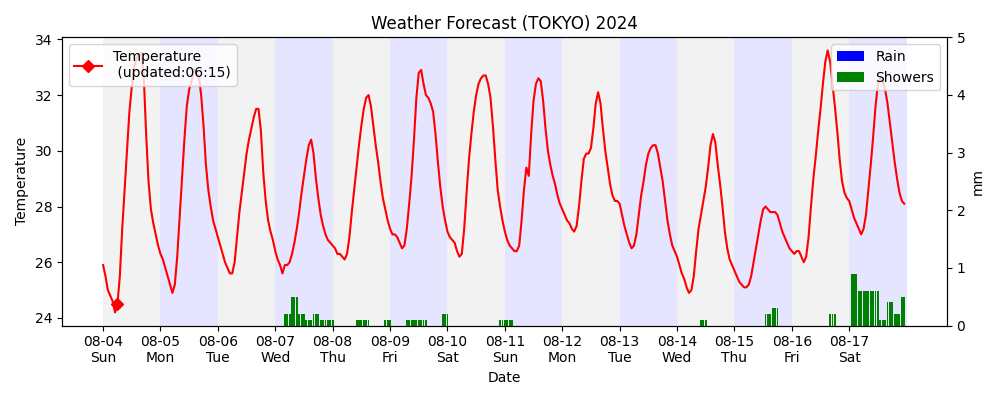 Weather Forecast (TOKYO) 2024
Temperature
(updated:06:15)
Rain
Showers
Temperature
34
32
30
28
26
24
5
4
3
2
1
0
mm
08-04 08-05 08-06 08-07 08-08 08-09 08-10 08-11 08-12 08-13 08-14 08-15 08-16 08-17
Sun Mon Tue Wed Thu Fri Sat Sun Mon Tue Wed Thu Fri Sat
Date